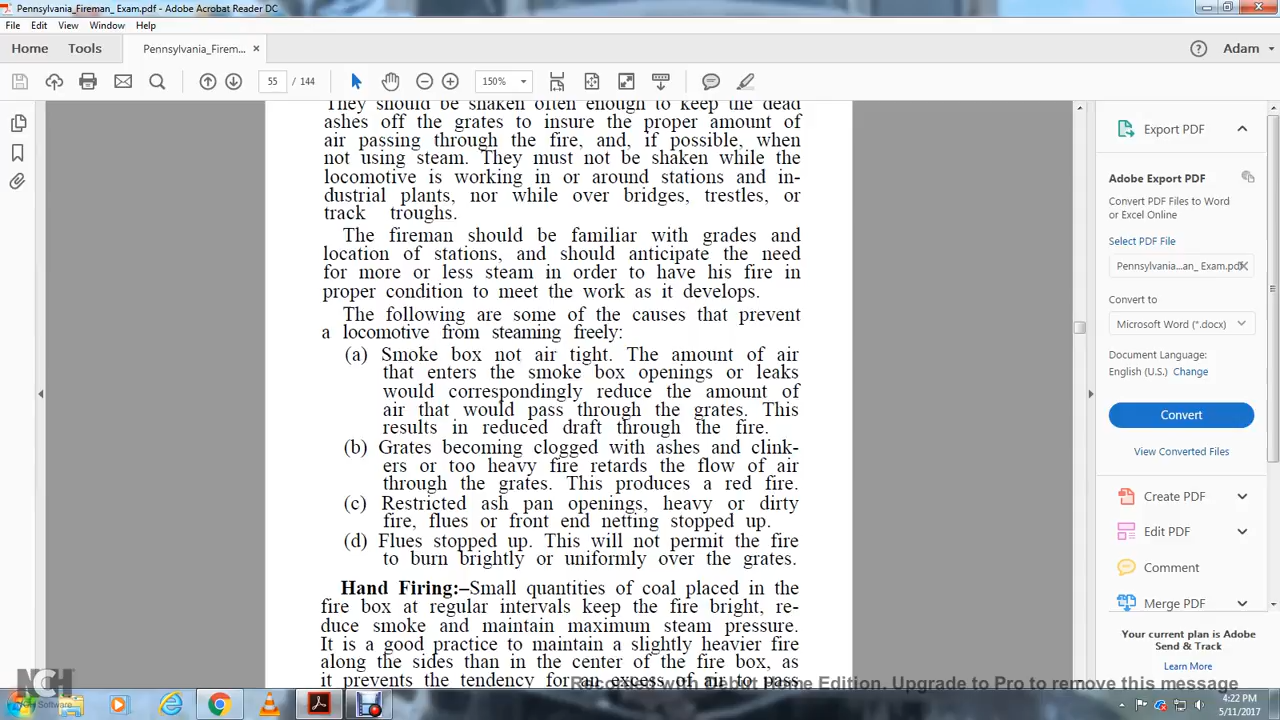 Pennsylvania_Fireman_ Exam.pdf - Adobe Acrobat Reader DC
File Edit View Window Help
Home Tools Pennsylvania_Firem... ×
Adam
55 / 144 150%
They should be shaken often enough to keep the dead
ashes off the grates to insure the proper amount of
air passing through the fire, and, if possible, when
not using steam. They must not be shaken while the
locomotive is working in or around stations and in-
dustrial plants, nor while over bridges, trestles, or
track troughs.
The fireman should be familiar with grades and
location of stations, and should anticipate the need
for more or less steam in order to have his fire in
proper condition to meet the work as it develops.
The following are some of the causes that prevent
a locomotive from steaming freely:
(a) Smoke box not air tight. The amount of air
that enters the smoke box openings or leaks
would correspondingly reduce the amount of
air that would pass through the grates. This
results in reduced draft through the fire.
(b) Grates becoming clogged with ashes and clink-
ers or too heavy fire retards the flow of air
through the grates. This produces a red fire.
(c) Restricted ash pan openings, heavy or dirty
fire, flues or front end netting stopped up.
(d) Flues stopped up. This will not permit the fire
to burn brightly or uniformly over the grates.
Hand Firing:–Small quantities of coal placed in the
fire box at regular intervals keep the fire bright, re-
duce smoke and maintain maximum steam pressure.
It is a good practice to maintain a slightly heavier fire
along the sides than in the center of the fire box, as
it prevents the tendency for an excess of air to pass
Export PDF
Adobe Export PDF
Convert PDF Files to Word
or Excel Online
Select PDF File
Pennsylvania...an_ Exam.pdf
Convert to
Microsoft Word (*.docx)
Document Language:
English (U.S.) Change
Convert
View Converted Files
Create PDF
Edit PDF
Comment
Merge PDF
Your current plan is Adobe
Send & Track
Learn More
NCH
Software
Home Edition. Upgrade to Pro to remove this message
4:22 PM
5/11/2017